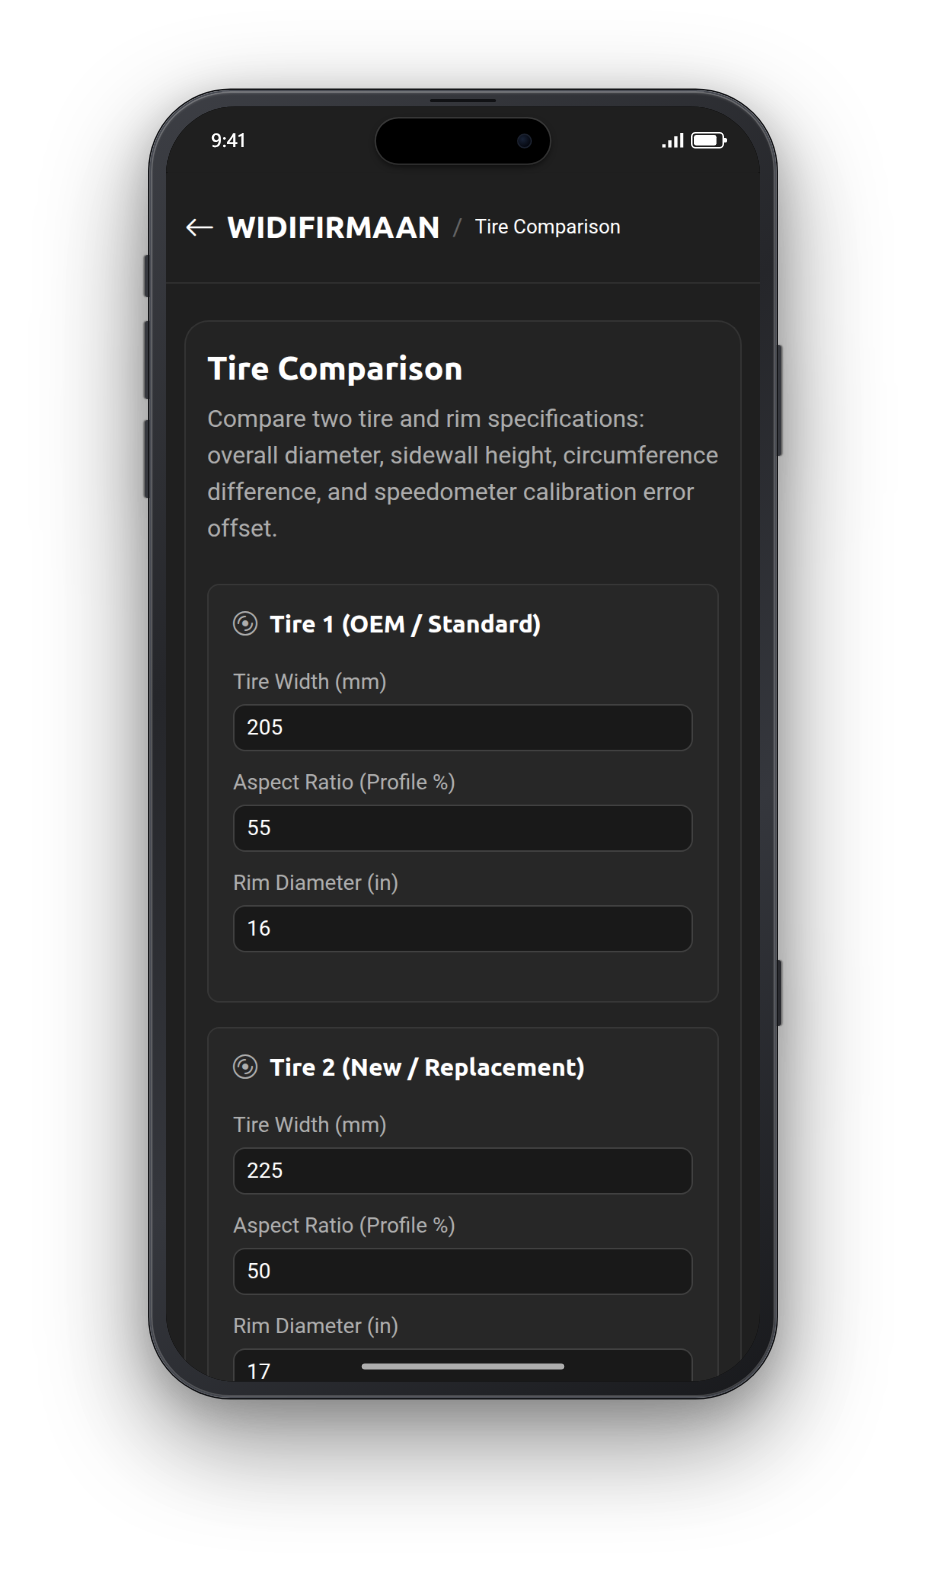 9:41
WIDIFIRMAAN / Tire Comparison
Tire Comparison
Compare two tire and rim specifications:
overall diameter, sidewall height, circumference
difference, and speedometer calibration error
offset.
Tire 1 (OEM / Standard)
Tire Width (mm)
205
Aspect Ratio (Profile %)
55
Rim Diameter (in)
16
Tire 2 (New / Replacement)
Tire Width (mm)
225
Aspect Ratio (Profile %)
50
Rim Diameter (in)
17